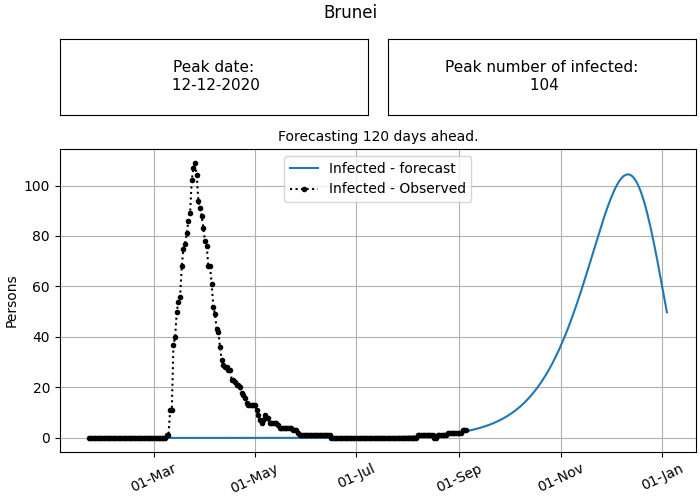 Brunei
Peak date:
12-12-2020
Peak number of infected:
104
Forecasting 120 days ahead.
Infected - forecast
Infected - Observed
Persons
100
80
60
40
20
0
01-Mar
01-May
01-Jul
01-Sep
01-Nov
01-Jan